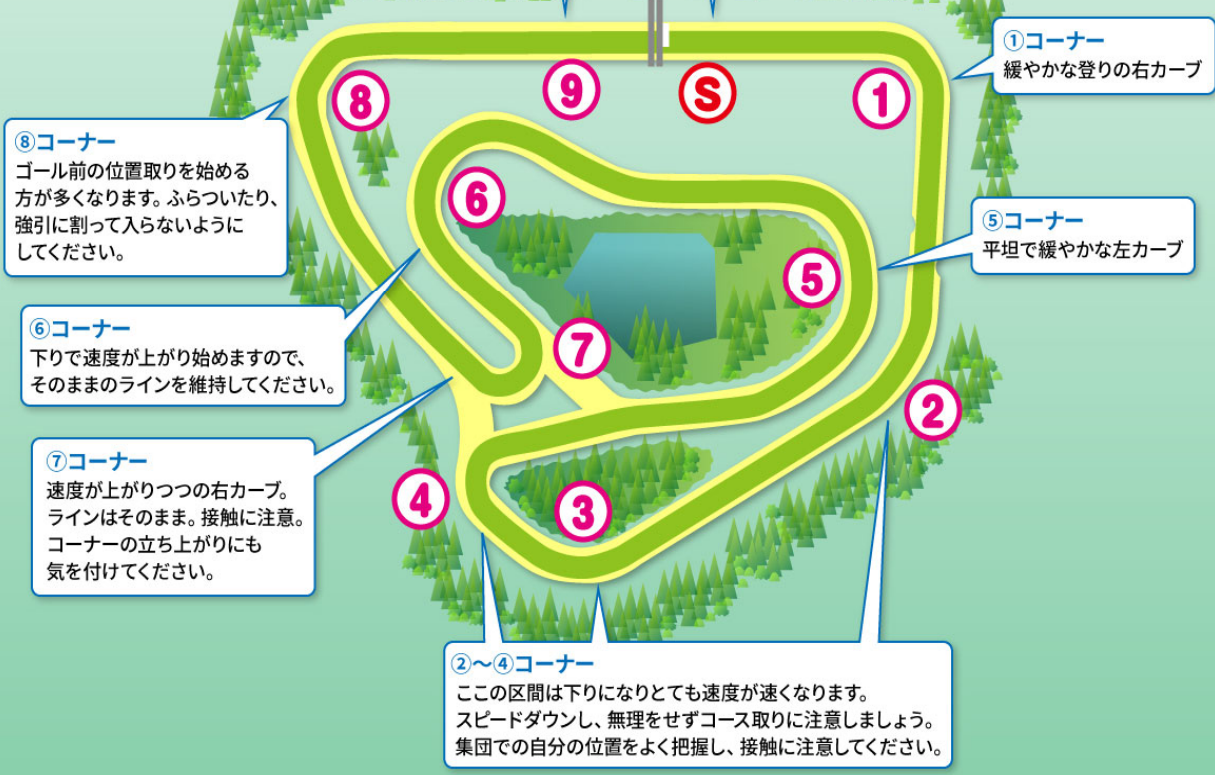 ①コーナー
緩やかな登りの右カーブ
⑧
⑨
S
①
⑧コーナー
ゴール前の位置取りを始める
方が多くなります。ふらついたり、
強引に割って入らないように
してください。
⑥
⑤コーナー
平坦で緩やかな左カーブ
⑤
⑥コーナー
下りで速度が上がり始めますので、
そのままのラインを維持してください。
⑦
②
⑦コーナー
速度が上がりつつの右カーブ。
ラインはそのまま。接触に注意。
コーナーの立ち上がりにも
気を付けてください。
④
③
②～④コーナー
ここの区間は下りになりとても速度が速くなります。
スピードダウンし、無理をせずコース取りに注意しましょう。
集団での自分の位置をよく把握し、接触に注意してください。